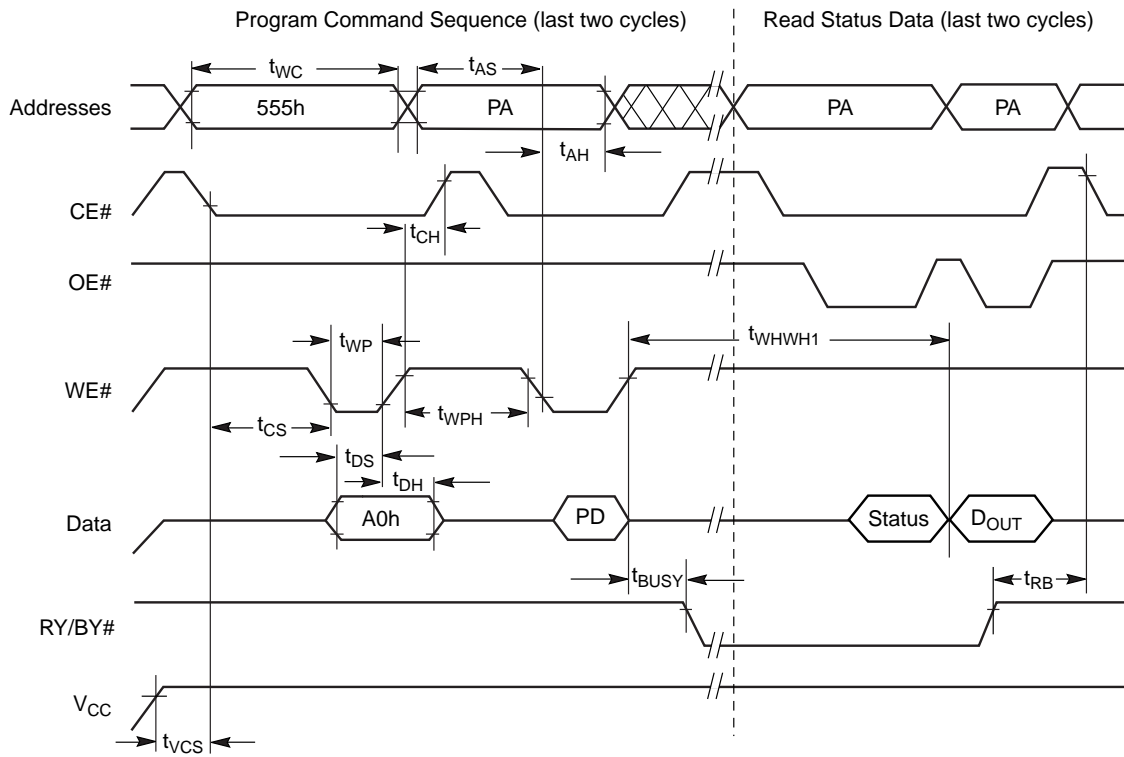 Program Command Sequence (last two cycles)
Read Status Data (last two cycles)
tWC
tAS
Addresses
555h
PA
PA
PA
tAH
CE#
tCH
OE#
tWP
tWHWH1
WE#
tCS
tWPH
tDS
tDH
Data
A0h
PD
Status
DOUT
tBUSY
tRB
RY/BY#
VCC
tVCS